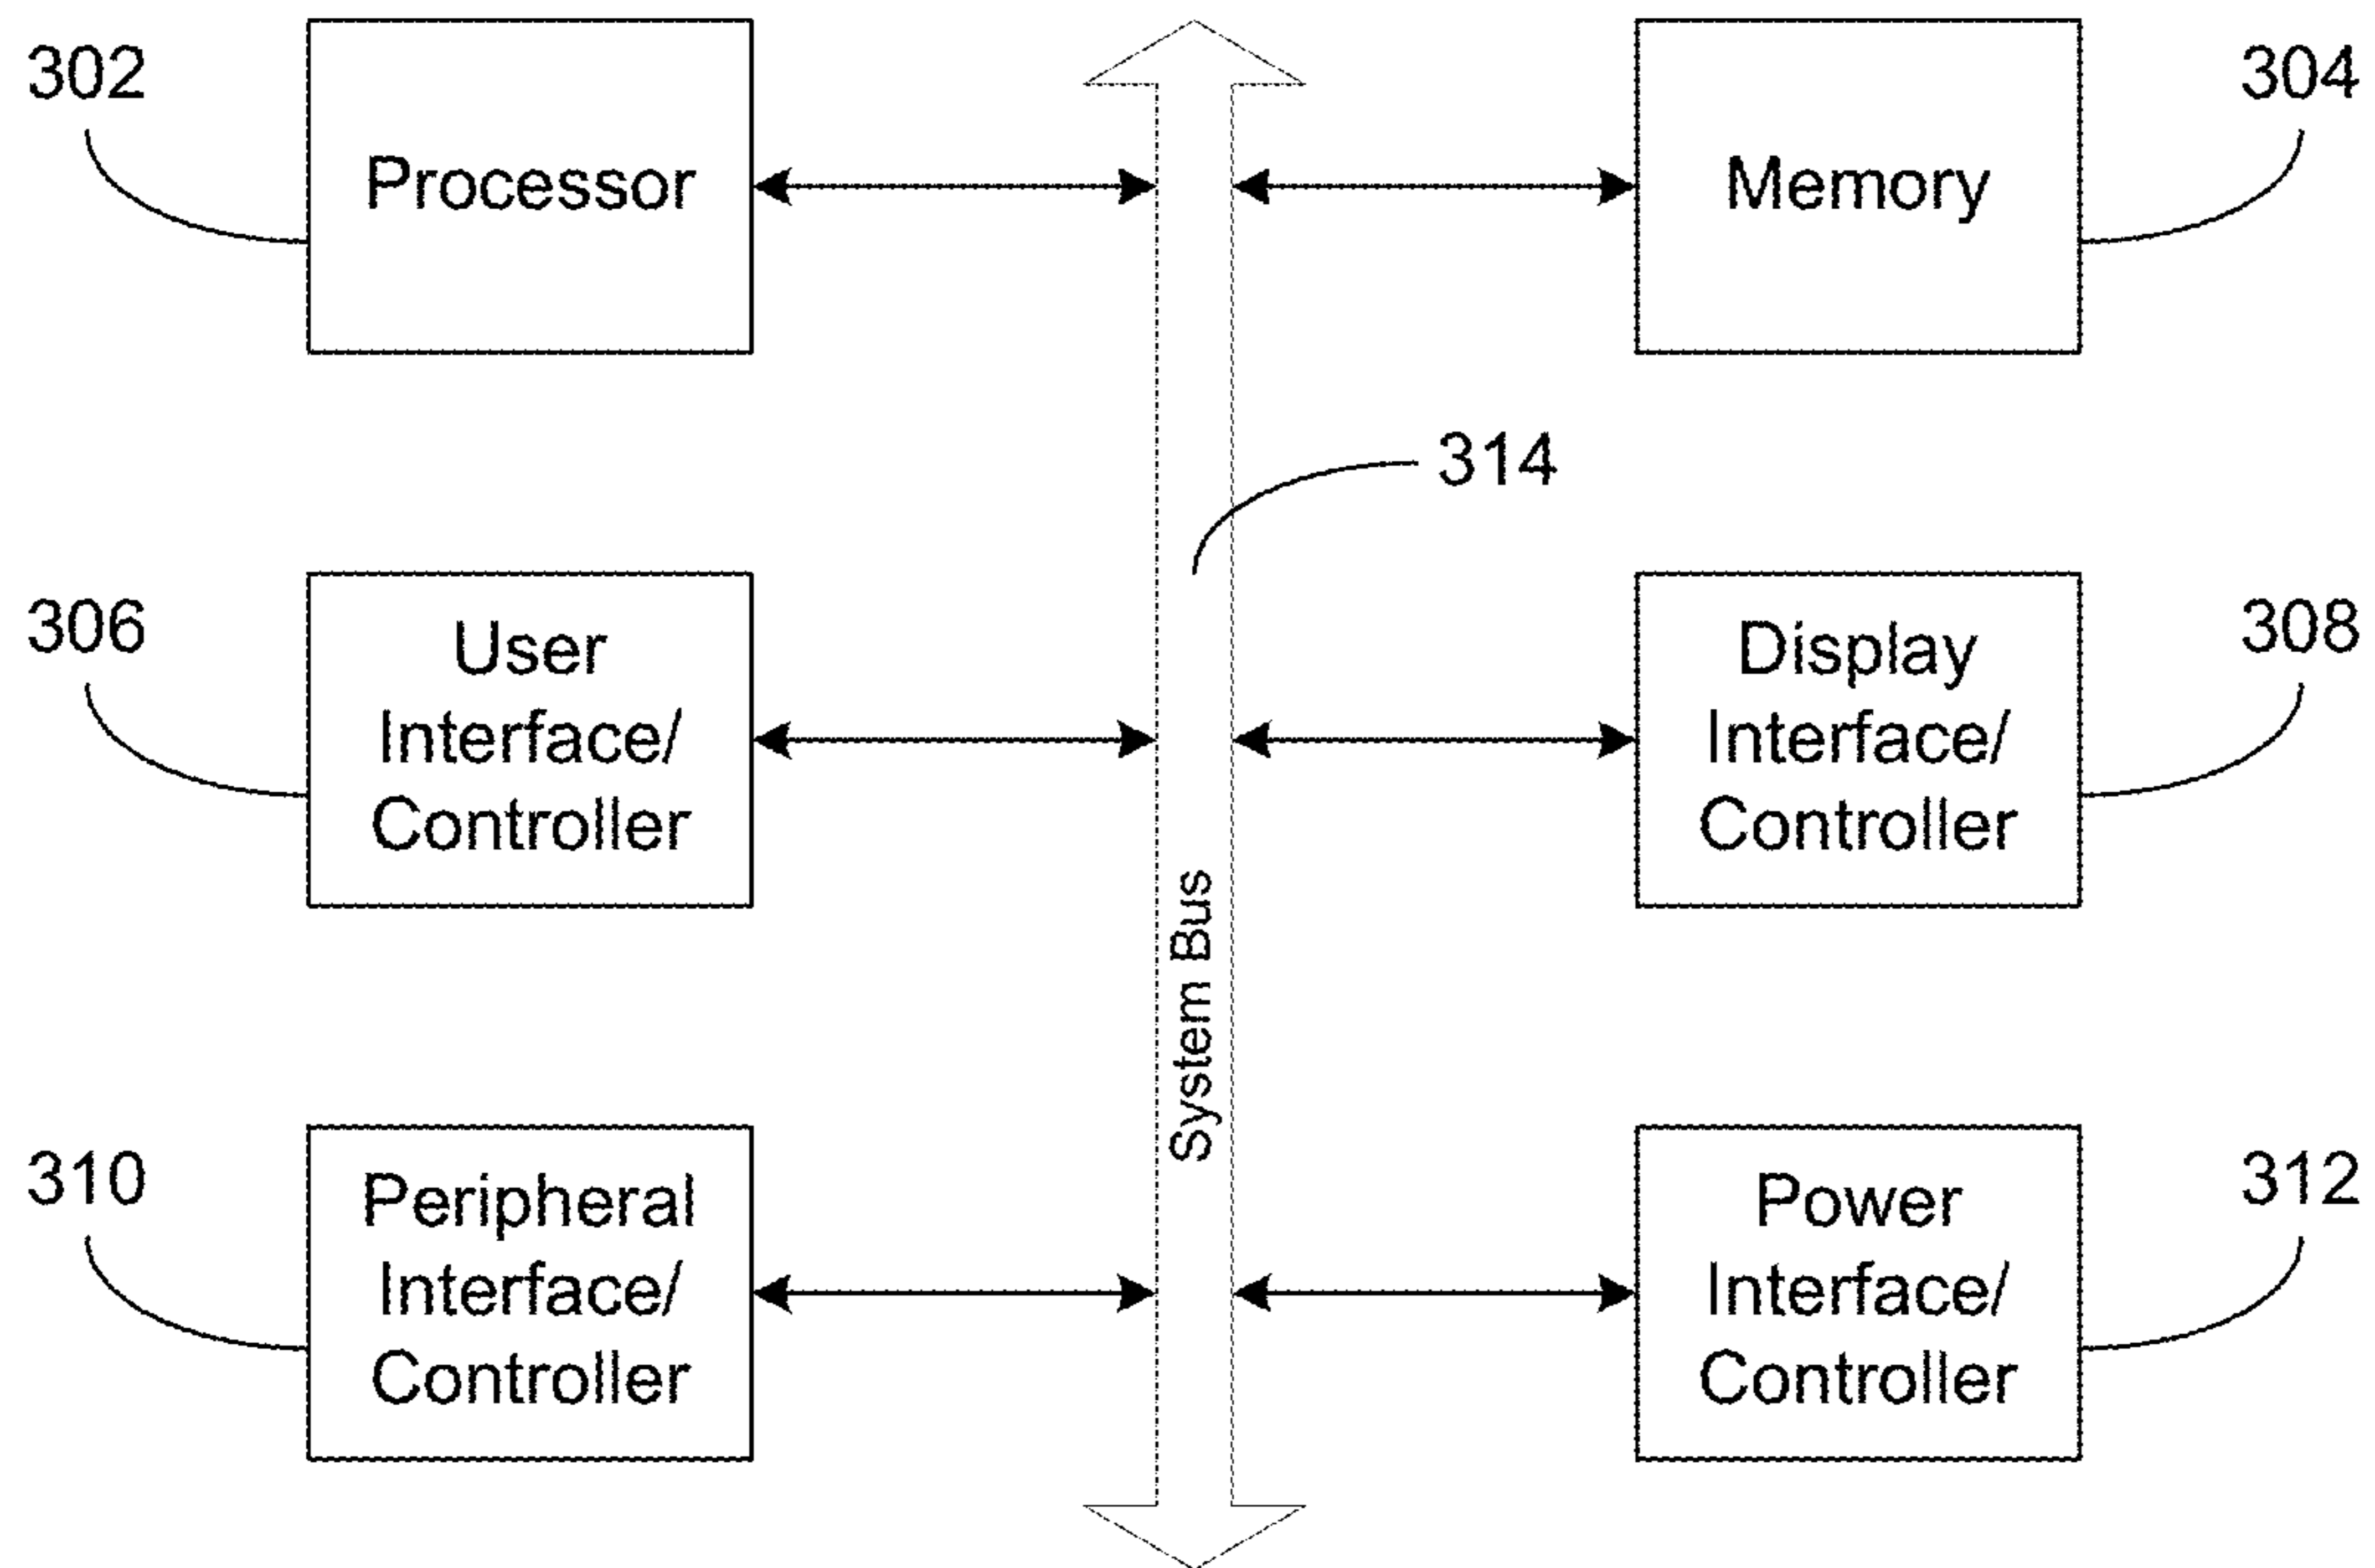 302
Processor
Memory
304
314
306
User
Interface/
Controller
Display
Interface/
Controller
308
System Bus
310
Peripheral
Interface/
Controller
Power
Interface/
Controller
312